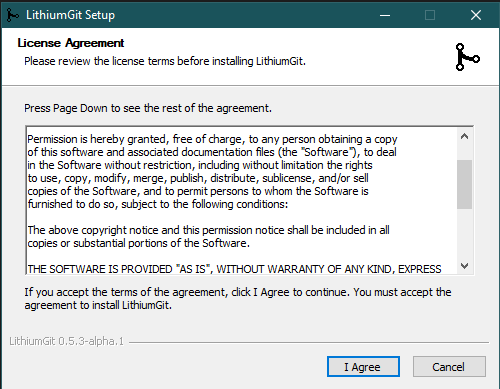 LithiumGit Setup
License Agreement
Please review the license terms before installing LithiumGit.
Press Page Down to see the rest of the agreement.
Permission is hereby granted, free of charge, to any person obtaining a copy
of this software and associated documentation files (the "Software"), to deal
in the Software without restriction, including without limitation the rights
to use, copy, modify, merge, publish, distribute, sublicense, and/or sell
copies of the Software, and to permit persons to whom the Software is
furnished to do so, subject to the following conditions:
The above copyright notice and this permission notice shall be included in all
copies or substantial portions of the Software.
THE SOFTWARE IS PROVIDED "AS IS", WITHOUT WARRANTY OF ANY KIND, EXPRESS
If you accept the terms of the agreement, click I Agree to continue. You must accept the
agreement to install LithiumGit.
LithiumGit 0.5.3-alpha.1
I Agree
Cancel